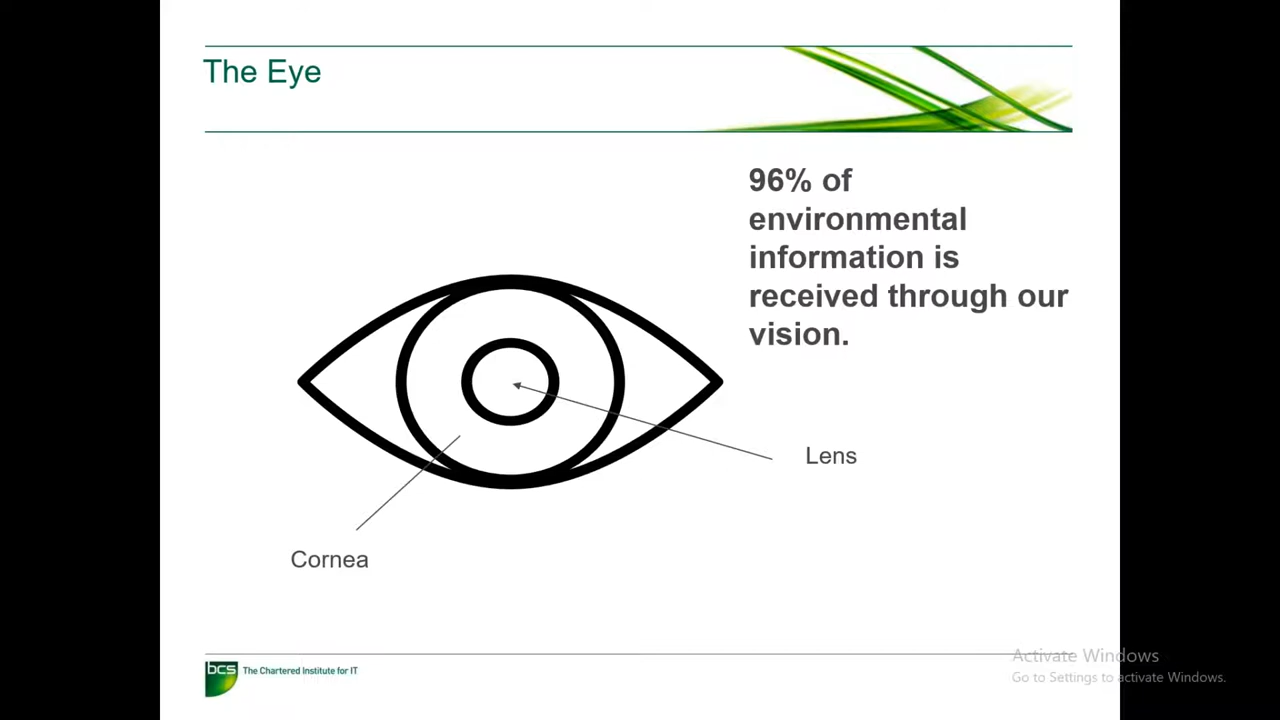 The Eye
96% of
environmental
information is
received through our
vision.
Lens
Cornea
bcs The Chartered Institute for IT
Activate Windows
Go to Settings to activate Windows.